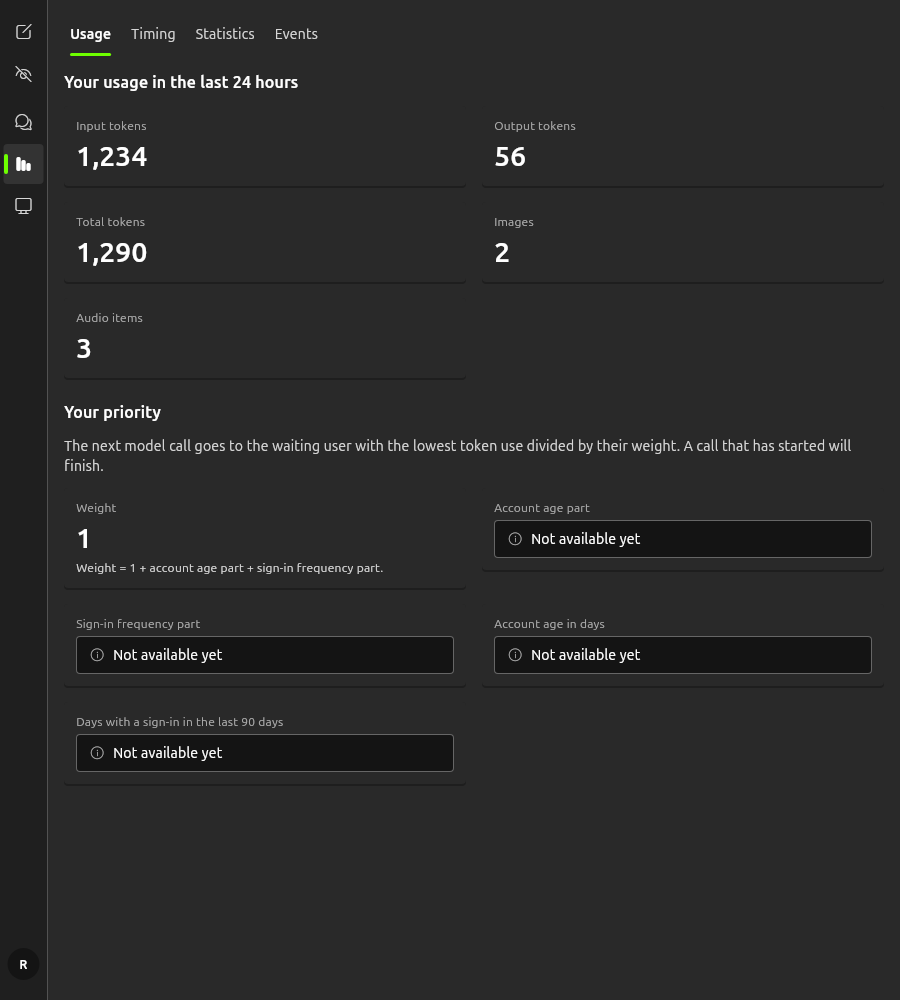 Usage Timing Statistics Events
Your usage in the last 24 hours
Input tokens
1,234
Output tokens
56
Total tokens
1,290
Images
2
Audio items
3
Your priority
The next model call goes to the waiting user with the lowest token use divided by their weight. A call that has started will
finish.
Weight
1
Weight = 1 + account age part + sign-in frequency part.
Account age part
Not available yet
Sign-in frequency part
Not available yet
Account age in days
Not available yet
Days with a sign-in in the last 90 days
Not available yet
R